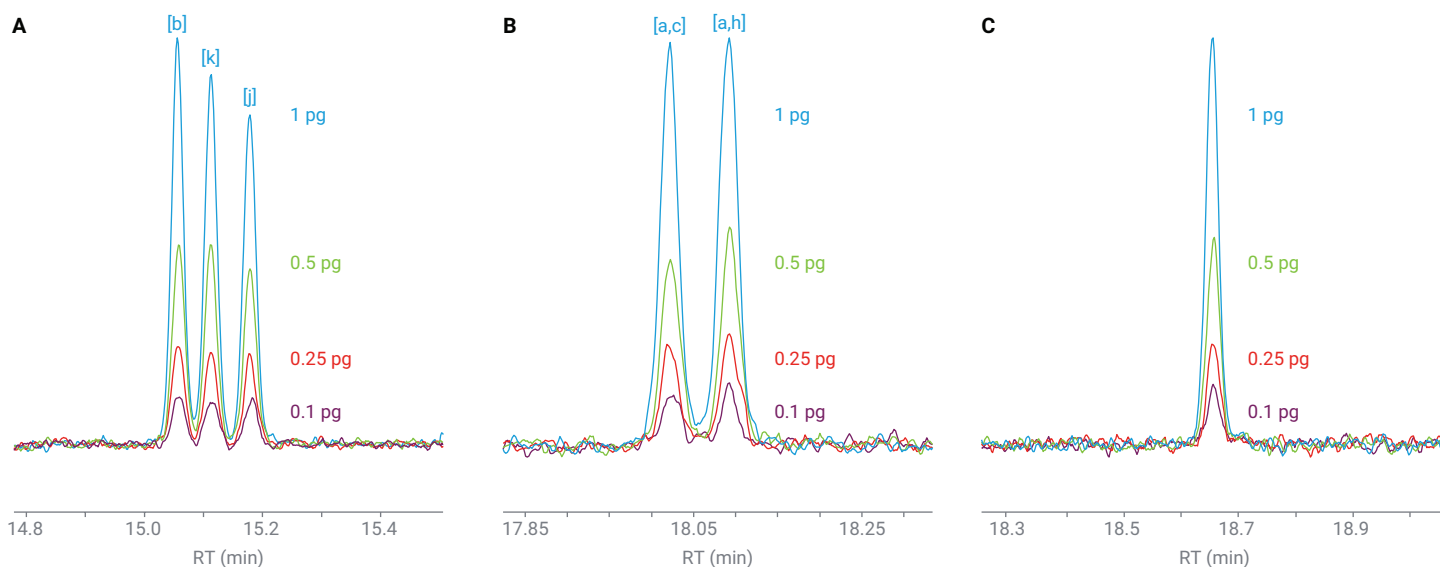 A
[b]
[k]
[j]
1 pg
0.5 pg
0.25 pg
0.1 pg
14.8 15.0 15.2 15.4
RT (min)
B
[a,c] [a,h]
1 pg
0.5 pg
0.25 pg
0.1 pg
17.85 18.05 18.25
RT (min)
C
1 pg
0.5 pg
0.25 pg
0.1 pg
18.3 18.5 18.7 18.9
RT (min)